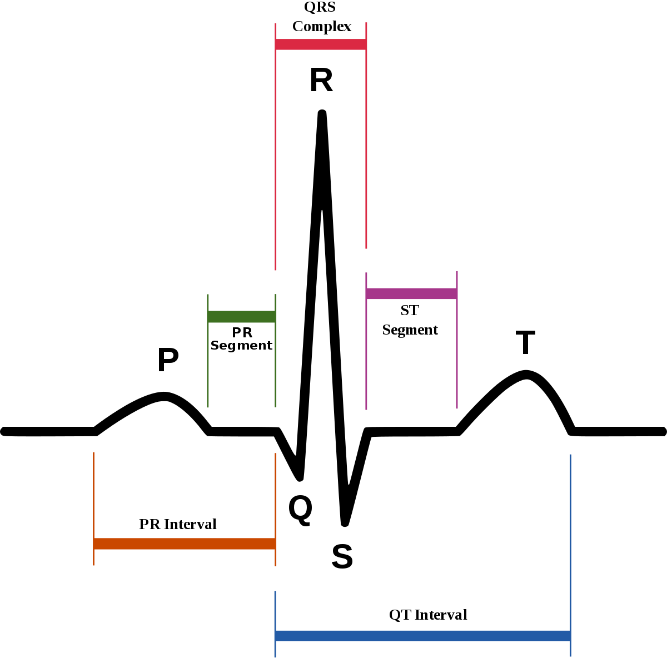 QRS
Complex
R
PR
Segment
ST
Segment
P
T
Q
PR Interval
S
QT Interval